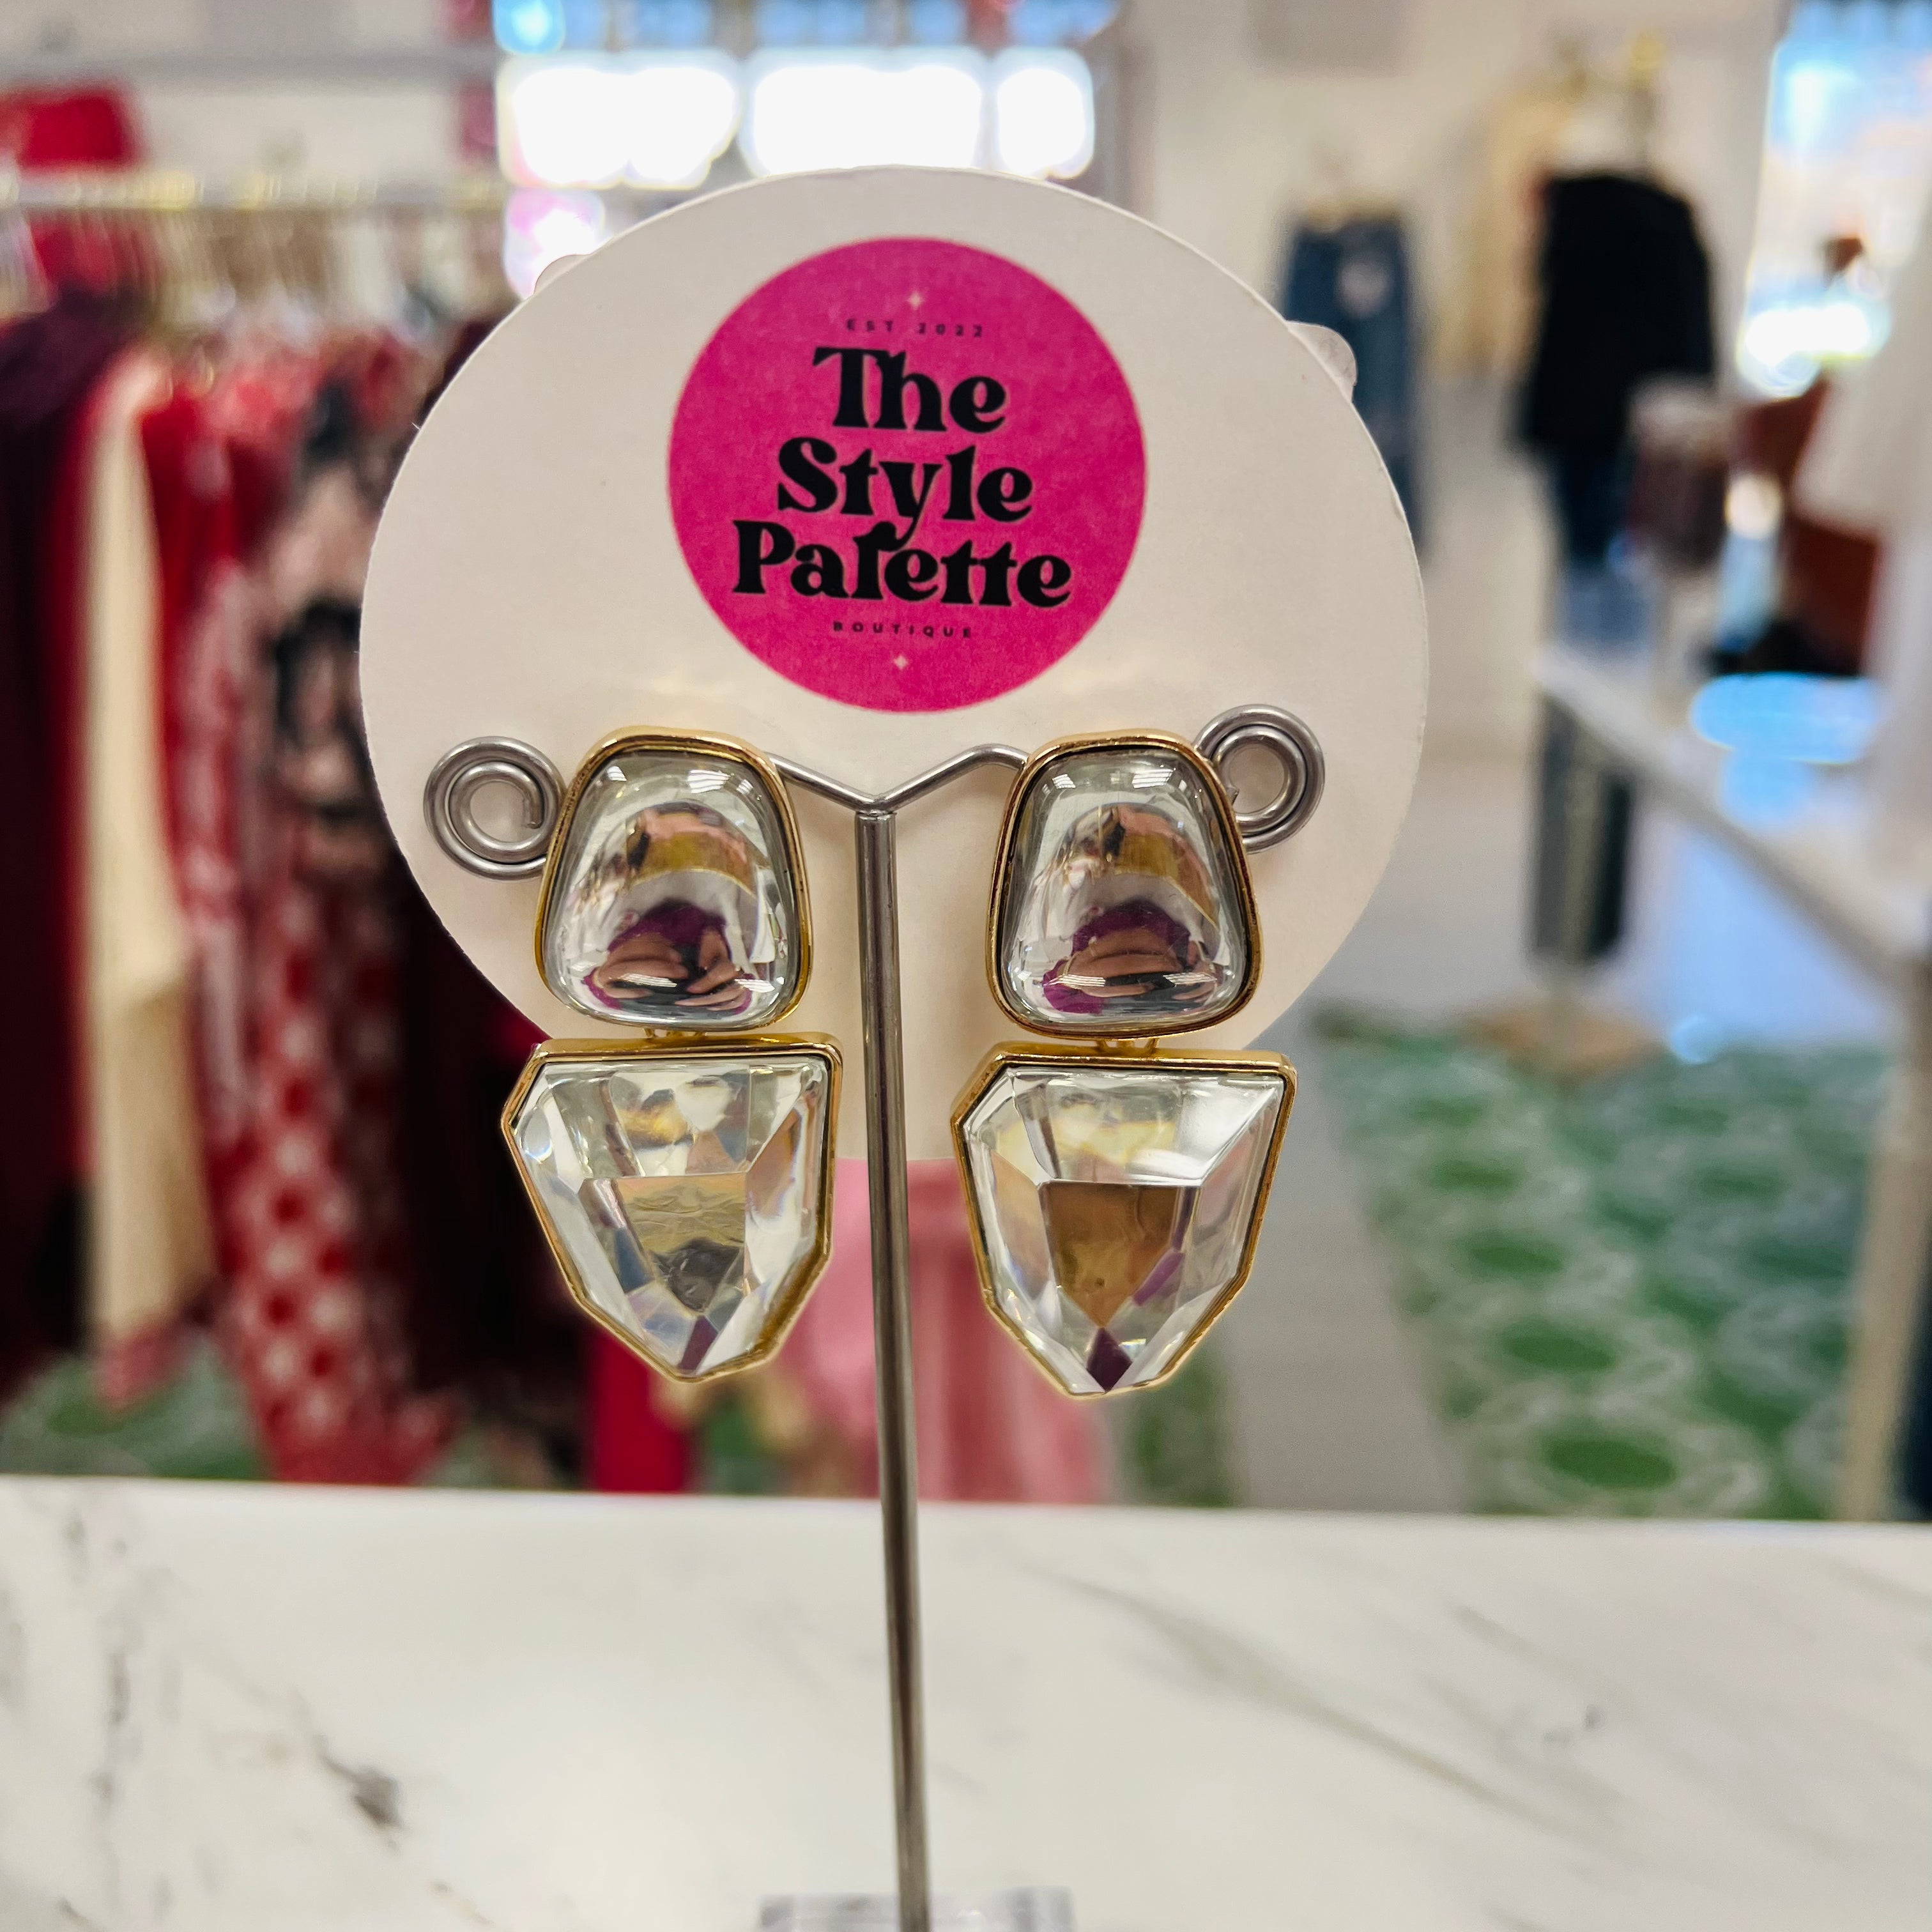 EST 2022
The
Style
Palette
BOUTIQUE